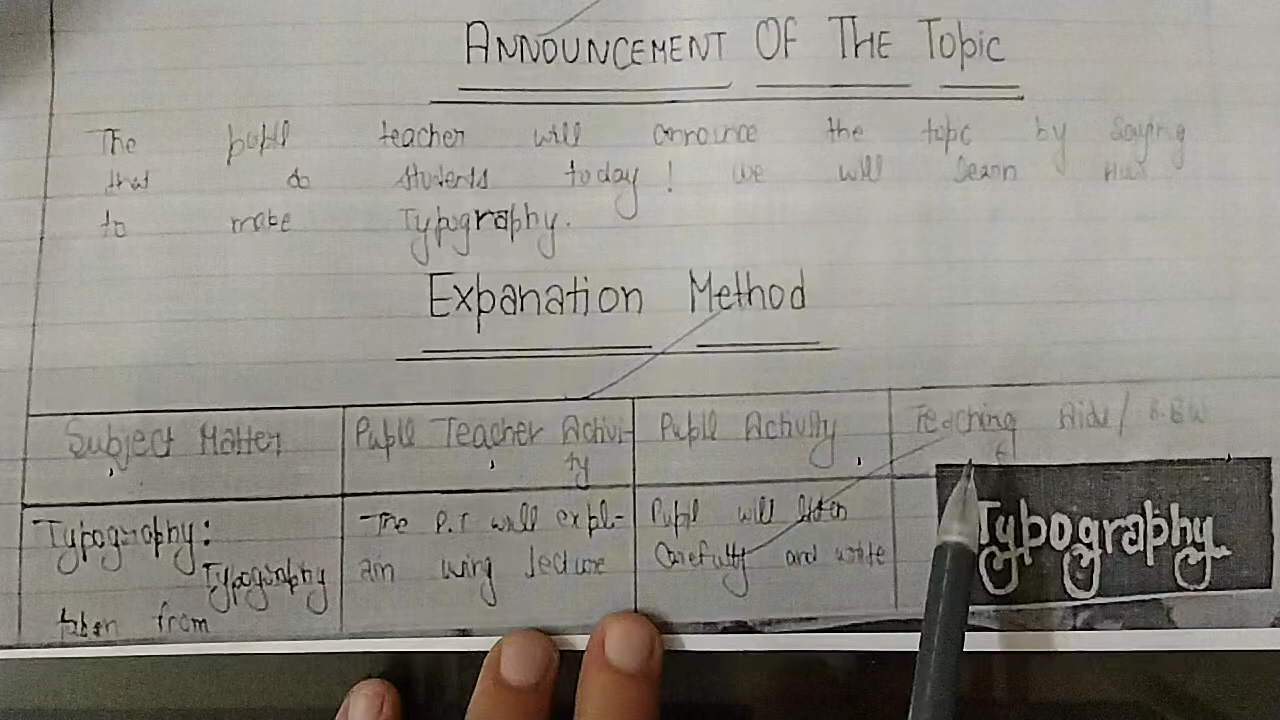 ANNOUNCEMENT OF THE TOPIC
The pupil teacher will announce the topic by saying
that do students today! we will learn How
to make Typography.
Expanation Method
Subject Matter
Pupil Teacher Activi-
ty
Pupil Activity
Teaching Aids/ B.BW
Typography:
Typography
taken from
The P.T will expl-
ain using lecture
Pupil will listen
Carefully and write
Typography